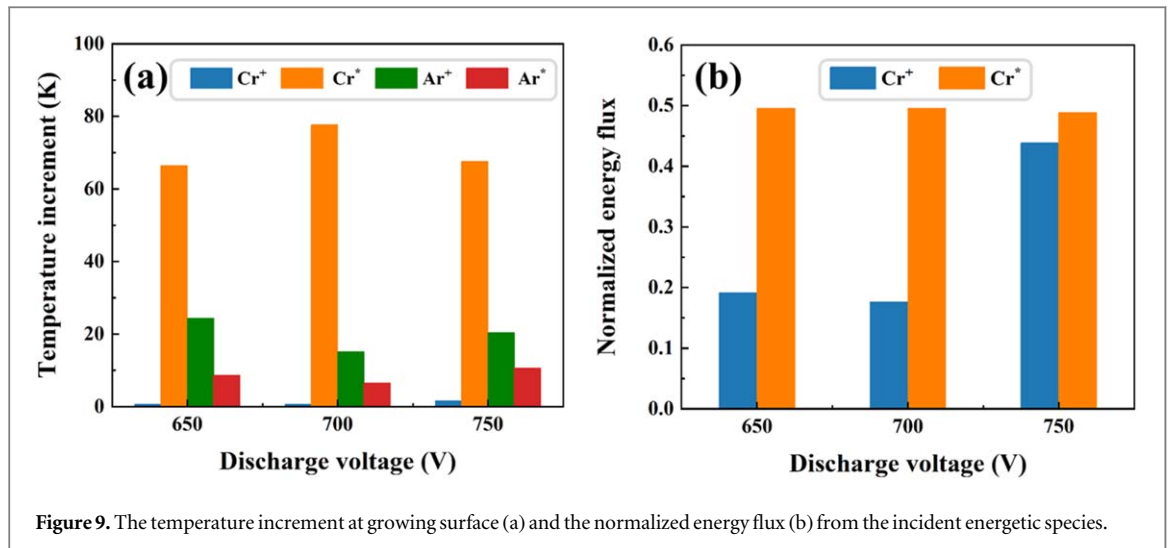 (a)
Cr+ Cr* Ar+ Ar*
Temperature increment (K)
100
80
60
40
20
0
650 700 750
Discharge voltage (V)
(b)
Cr+ Cr*
Normalized energy flux
0.6
0.5
0.4
0.3
0.2
0.1
0.0
650 700 750
Discharge voltage (V)
Figure 9. The temperature increment at growing surface (a) and the normalized energy flux (b) from the incident energetic species.